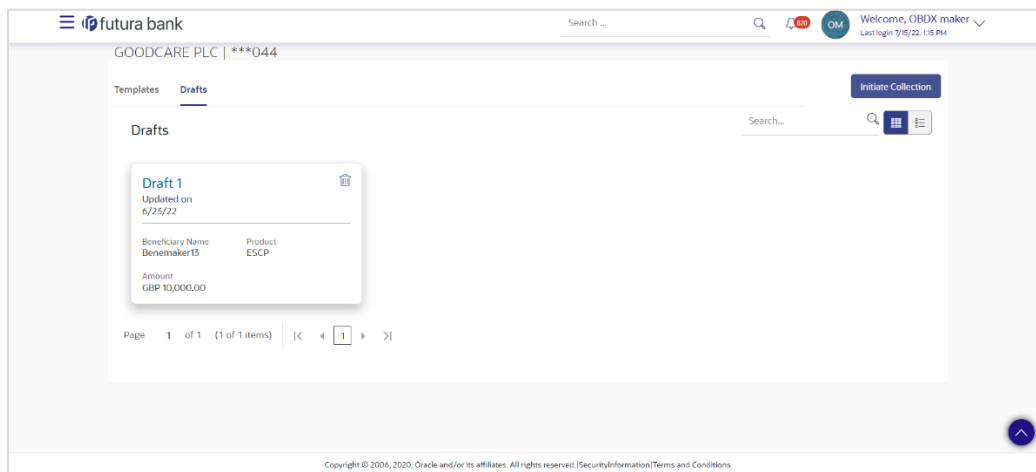 futura bank
Search ...
820
OM
Welcome, OBDX maker
Last login 7/15/22, 1:15 PM
GOODCARE PLC | ***044
Templates Drafts
Initiate Collection
Drafts
Search...
Draft 1
Updated on
6/23/22
Beneficiary Name Product
Benemaker13 ESCP
Amount
GBP 10,000.00
Page 1 of 1 (1 of 1 items) 1
Copyright © 2006, 2020, Oracle and/or its affiliates. All rights reserved.|SecurityInformation|Terms and Conditions